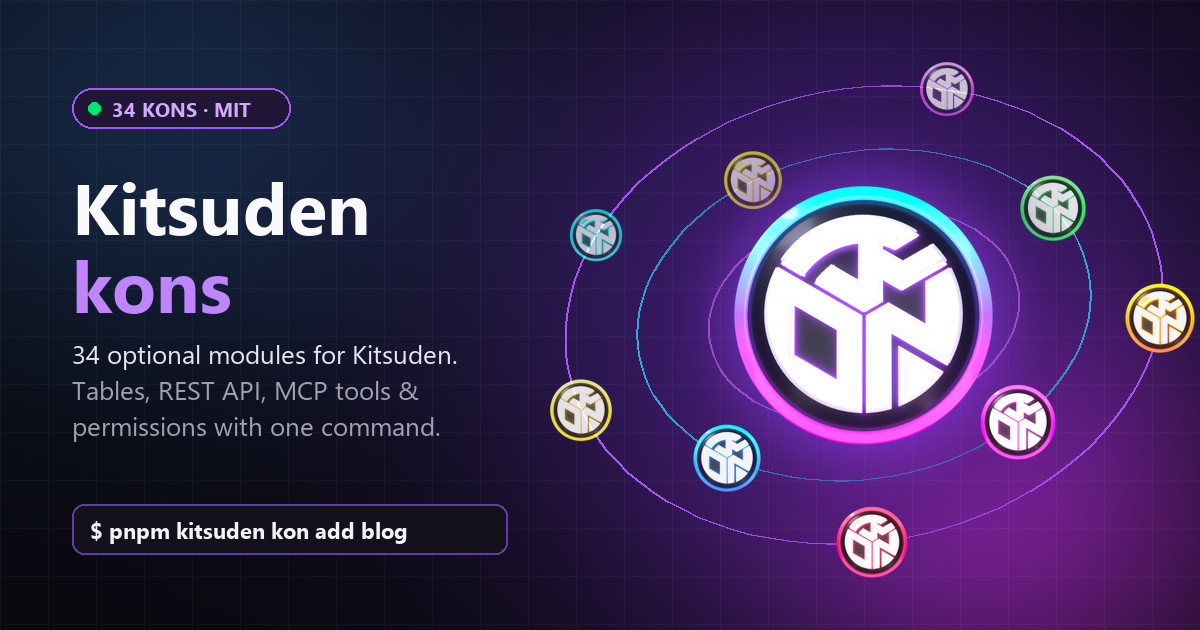 34 KONS · MIT
Kitsuden
kons
34 optional modules for Kitsuden.
Tables, REST API, MCP tools &
permissions with one command.
$ pnpm kitsuden kon add blog